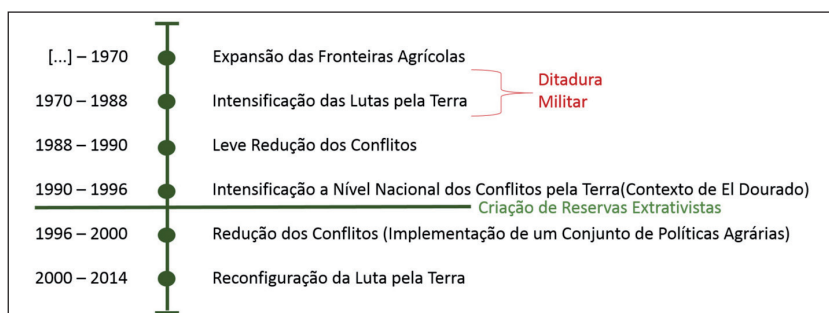 [...] – 1970 Expansão das Fronteiras Agrícolas
Ditadura
Militar
1970 – 1988 Intensificação das Lutas pela Terra
1988 – 1990 Leve Redução dos Conflitos
1990 – 1996 Intensificação a Nível Nacional dos Conflitos pela Terra(Contexto de El Dourado)
Criação de Reservas Extrativistas
1996 – 2000 Redução dos Conflitos (Implementação de um Conjunto de Políticas Agrárias)
2000 – 2014 Reconfiguração da Luta pela Terra